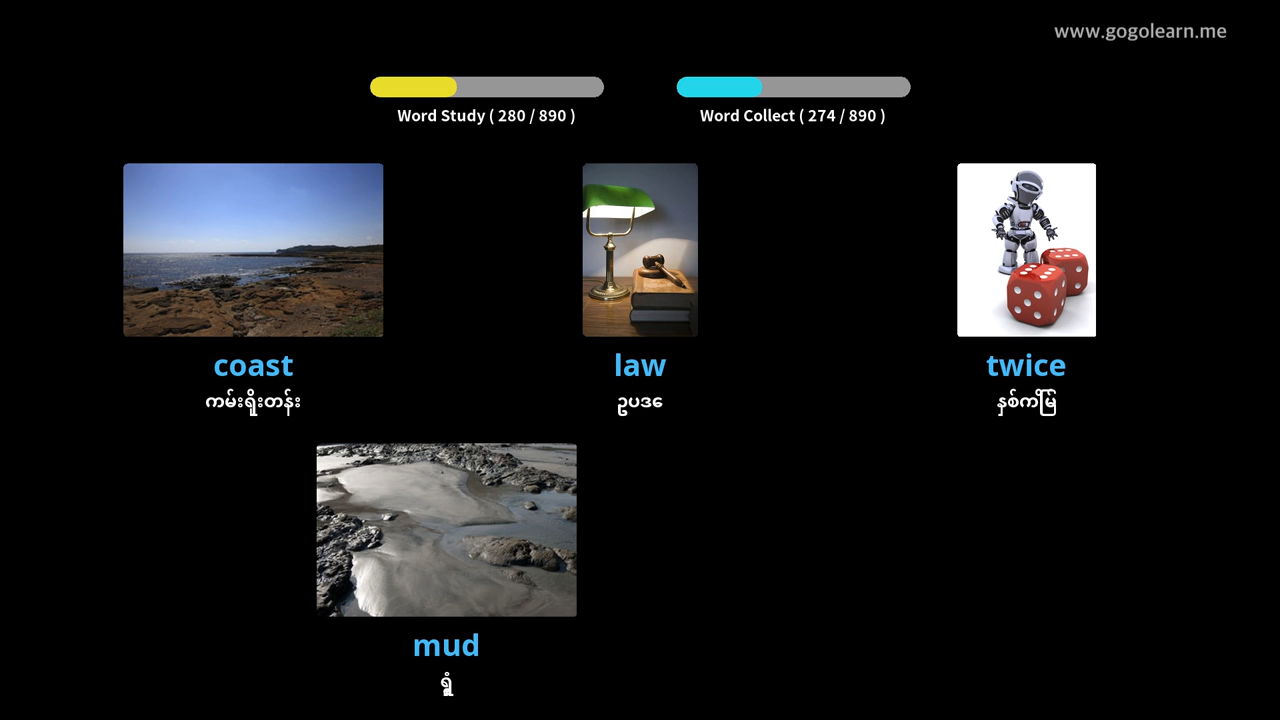 www.gogolearn.me
Word Study ( 280 / 890 )
Word Collect ( 274 / 890 )
coast
ကမ်းရိုးတန်း
law
ဥပဒေ
twice
နှစ်ကြိမ်
mud
ရွှံ့